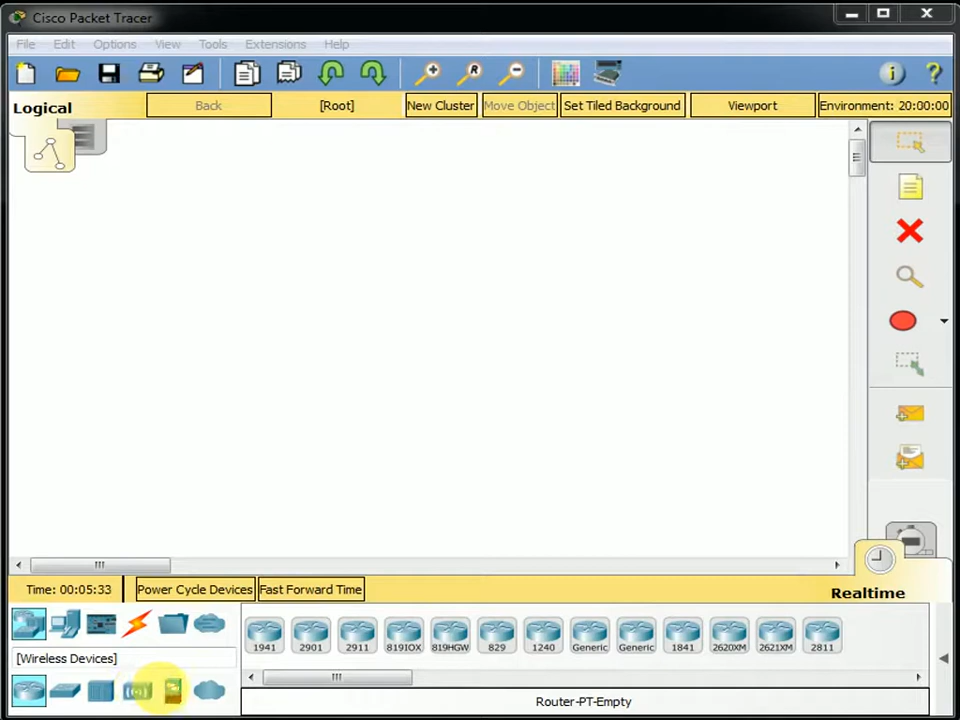 Cisco Packet Tracer
File Edit Options View Tools Extensions Help
R i ?
Logical Back [Root] New Cluster Move Object Set Tiled Background Viewport Environment: 20:00:00
Time: 00:05:33 Power Cycle Devices Fast Forward Time
Realtime
1941 2901 2911 819IOX 819HGW 829 1240 Generic Generic 1841 2620XM 2621XM 2811
[Wireless Devices]
Router-PT-Empty